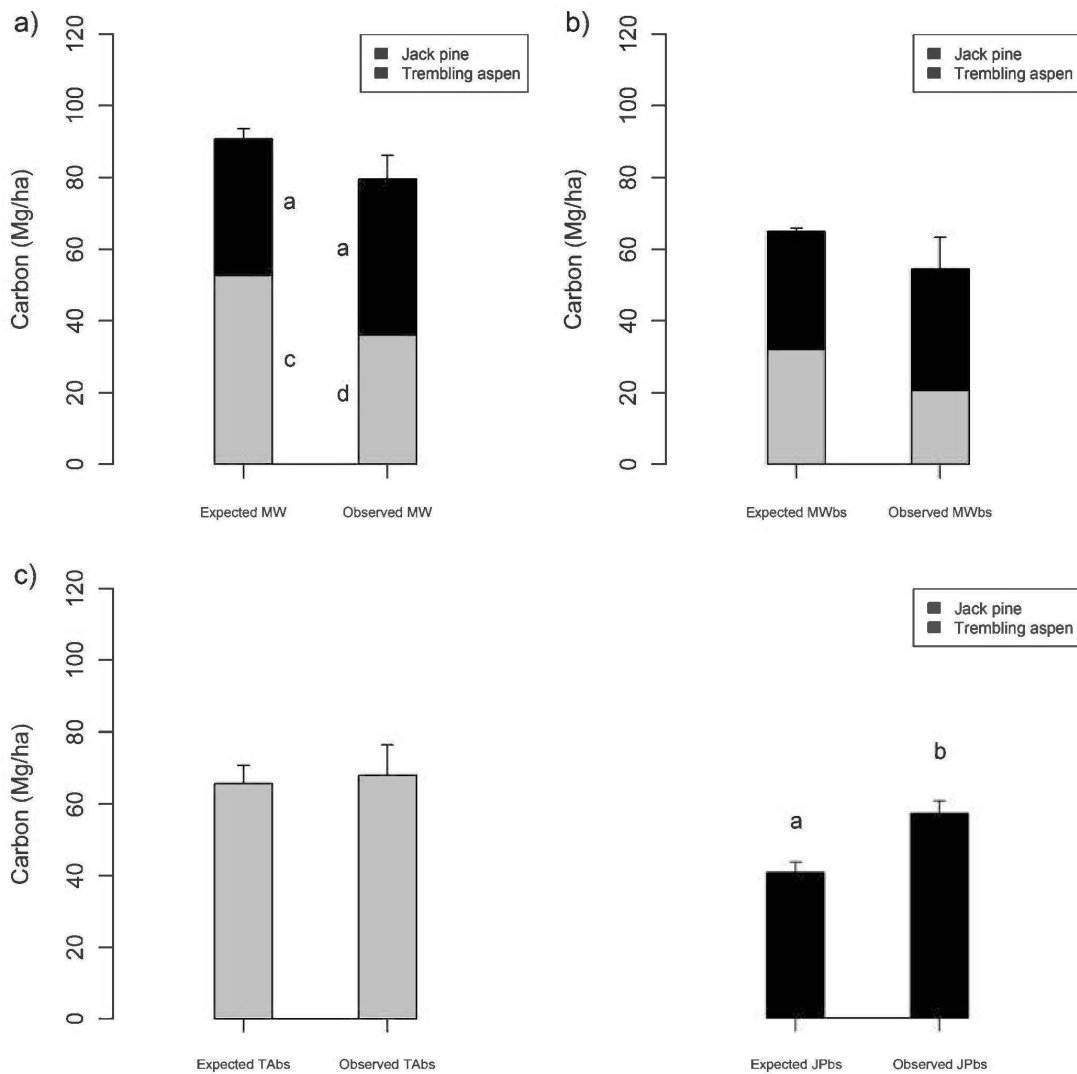 a)
Carbon (Mg/ha)
120
100
80
60
40
20
0
Jack pine
Trembling aspen
a
c
a
d
Expected MW
Observed MW
b)
Carbon (Mg/ha)
120
100
80
60
40
20
0
Jack pine
Trembling aspen
Expected MWbs
Observed MWbs
c)
Carbon (Mg/ha)
120
100
80
60
40
20
0
Expected TAbs
Observed TAbs
Jack pine
Trembling aspen
a
b
Expected JPbs
Observed JPbs